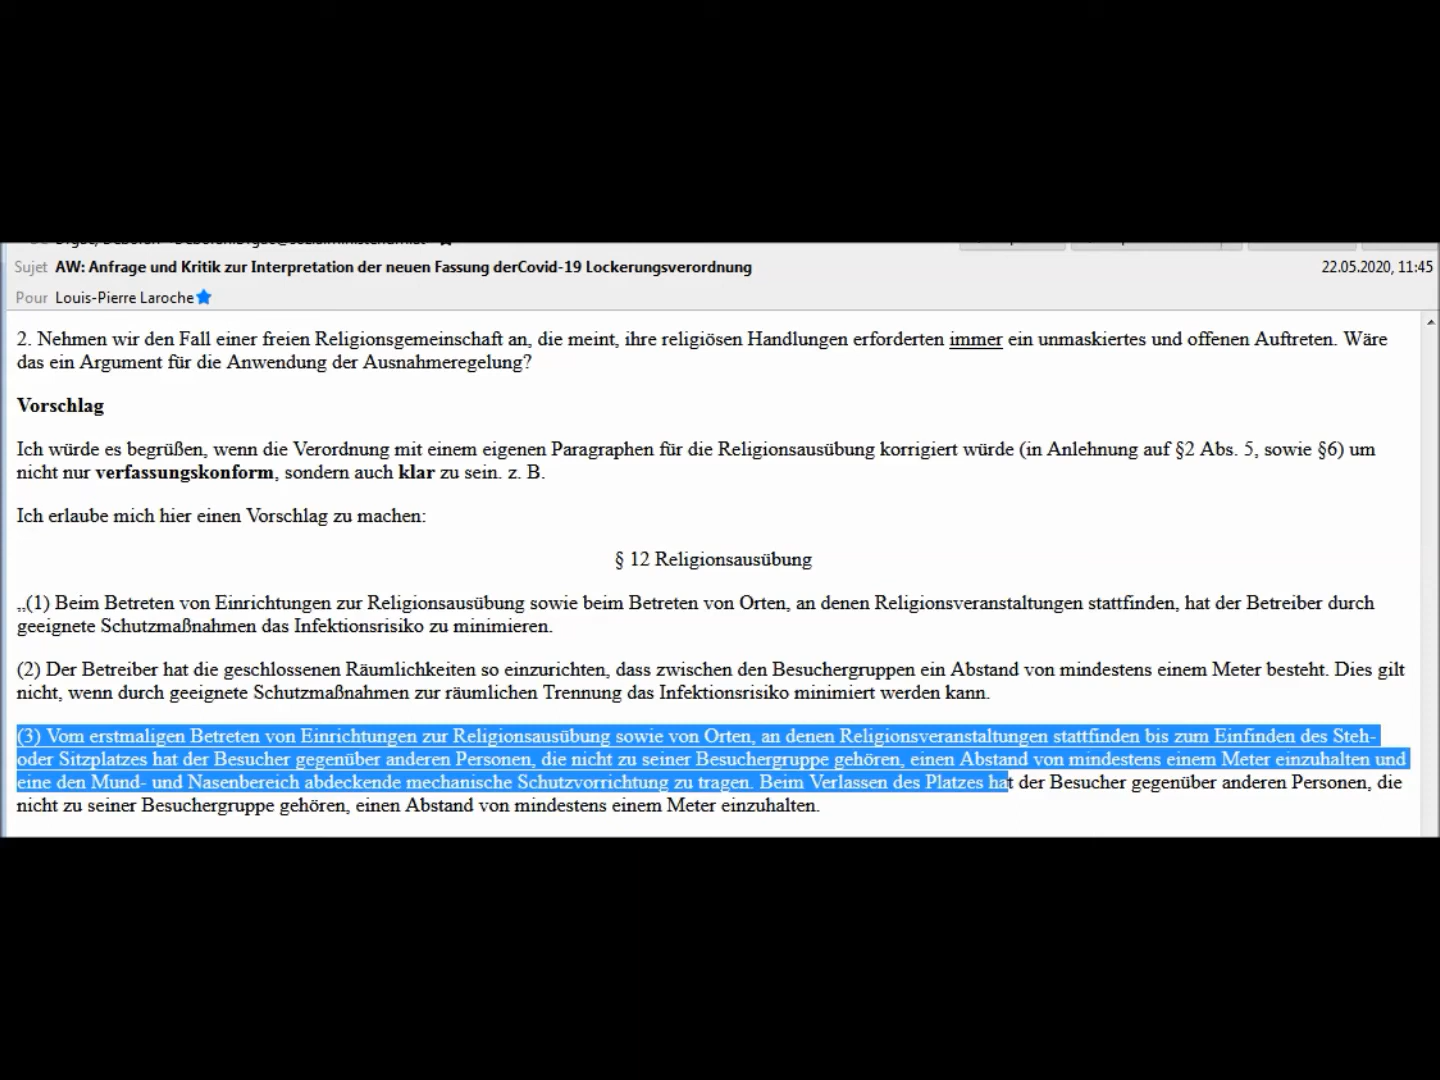 Sujet AW: Anfrage und Kritik zur Interpretation der neuen Fassung derCovid-19 Lockerungsverordnung 22.05.2020, 11:45
Pour Louis-Pierre Laroche
2. Nehmen wir den Fall einer freien Religionsgemeinschaft an, die meint, ihre religiösen Handlungen erforderten immer ein unmaskiertes und offenen Auftreten. Wäre
das ein Argument für die Anwendung der Ausnahmeregelung?
Vorschlag
Ich würde es begrüßen, wenn die Verordnung mit einem eigenen Paragraphen für die Religionsausübung korrigiert würde (in Anlehnung auf §2 Abs. 5, sowie §6) um
nicht nur verfassungskonform, sondern auch klar zu sein. z. B.
Ich erlaube mich hier einen Vorschlag zu machen:
§ 12 Religionsausübung
„(1) Beim Betreten von Einrichtungen zur Religionsausübung sowie beim Betreten von Orten, an denen Religionsveranstaltungen stattfinden, hat der Betreiber durch
geeignete Schutzmaßnahmen das Infektionsrisiko zu minimieren.
(2) Der Betreiber hat die geschlossenen Räumlichkeiten so einzurichten, dass zwischen den Besuchergruppen ein Abstand von mindestens einem Meter besteht. Dies gilt
nicht, wenn durch geeignete Schutzmaßnahmen zur räumlichen Trennung das Infektionsrisiko minimiert werden kann.
(3) Vom erstmaligen Betreten von Einrichtungen zur Religionsausübung sowie von Orten, an denen Religionsveranstaltungen stattfinden bis zum Einfinden des Steh-
oder Sitzplatzes hat der Besucher gegenüber anderen Personen, die nicht zu seiner Besuchergruppe gehören, einen Abstand von mindestens einem Meter einzuhalten und
eine den Mund- und Nasenbereich abdeckende mechanische Schutzvorrichtung zu tragen. Beim Verlassen des Platzes hat der Besucher gegenüber anderen Personen, die
nicht zu seiner Besuchergruppe gehören, einen Abstand von mindestens einem Meter einzuhalten.